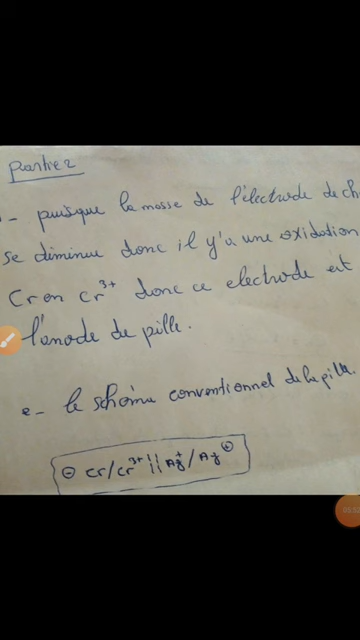 Partie 2
- puisque la masse de l'électrode de ch
se diminue donc il y'a une oxidation
Cr en Cr³⁺ donc ce electrode est
l'anode de pille.
2- le schéma conventionnel de la pille.
⊖ Cr/Cr³⁺ || Ag⁺/Ag ⊕